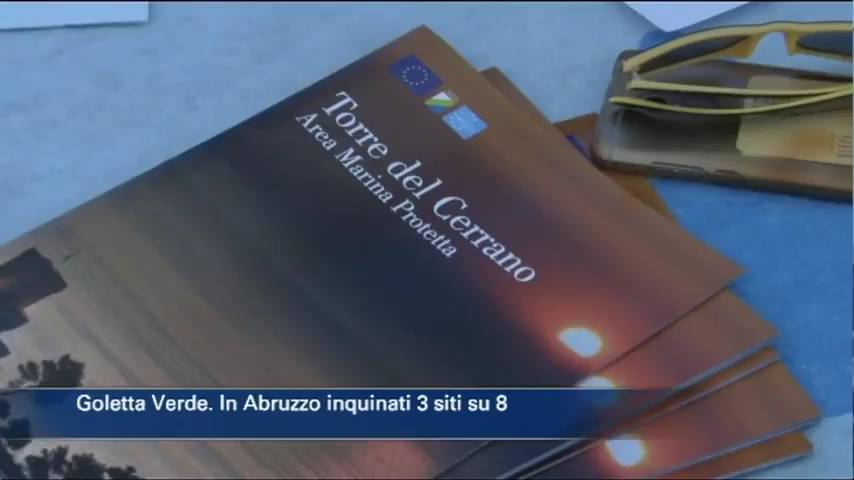 Torre del Cerrano
Area Marina Protetta
Goletta Verde. In Abruzzo inquinati 3 siti su 8